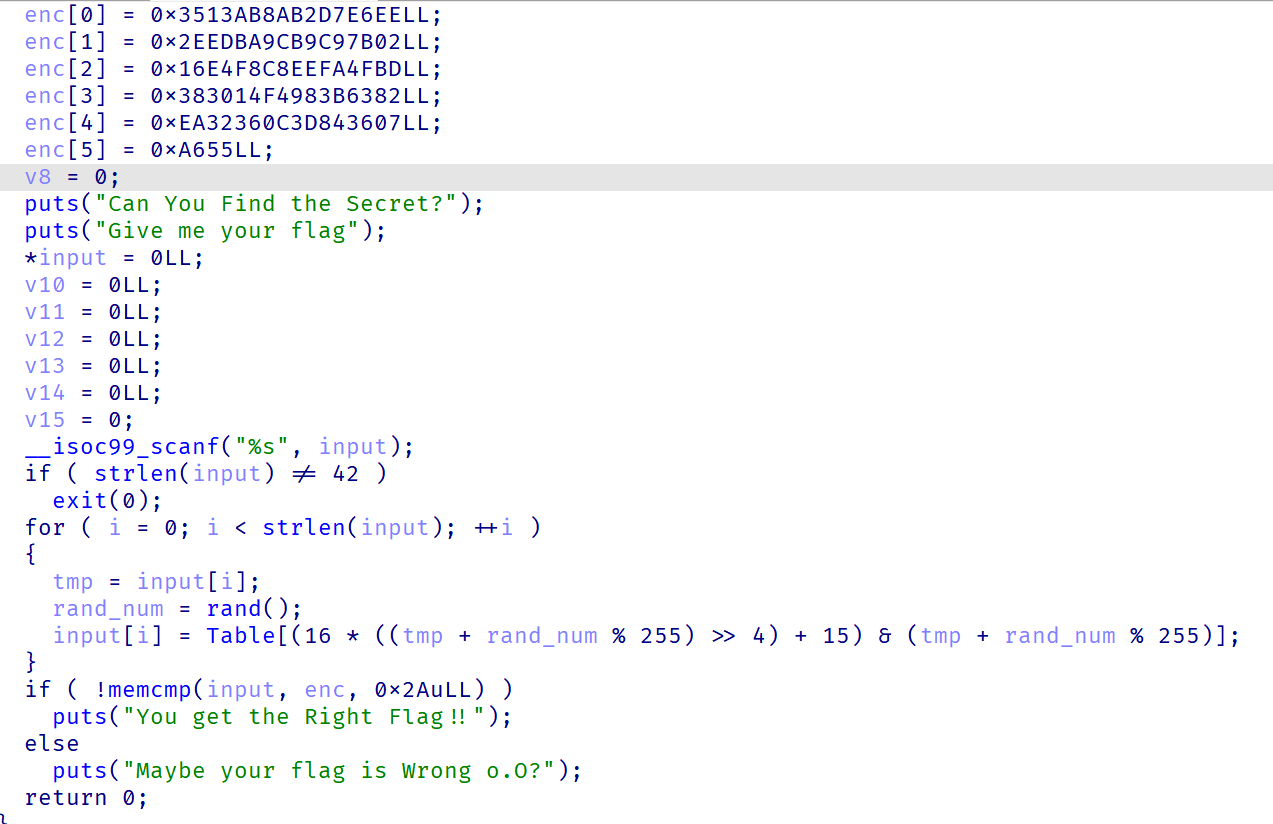 enc[0] = 0×3513AB8AB2D7E6EELL;
enc[1] = 0×2EEDBA9CB9C97B02LL;
enc[2] = 0×16E4F8C8EEFA4FBDLL;
enc[3] = 0×383014F4983B6382LL;
enc[4] = 0×EA32360C3D843607LL;
enc[5] = 0×A655LL;
v8 = 0;
puts("Can You Find the Secret?");
puts("Give me your flag");
*input = 0LL;
v10 = 0LL;
v11 = 0LL;
v12 = 0LL;
v13 = 0LL;
v14 = 0LL;
v15 = 0;
__isoc99_scanf("%s", input);
if ( strlen(input) ≠ 42 )
exit(0);
for ( i = 0; i < strlen(input); ++i )
{
tmp = input[i];
rand_num = rand();
input[i] = Table[(16 * ((tmp + rand_num % 255) >> 4) + 15) & (tmp + rand_num % 255)];
}
if ( !memcmp(input, enc, 0×2AuLL) )
puts("You get the Right Flag!!");
else
puts("Maybe your flag is Wrong o.O?");
return 0;
}